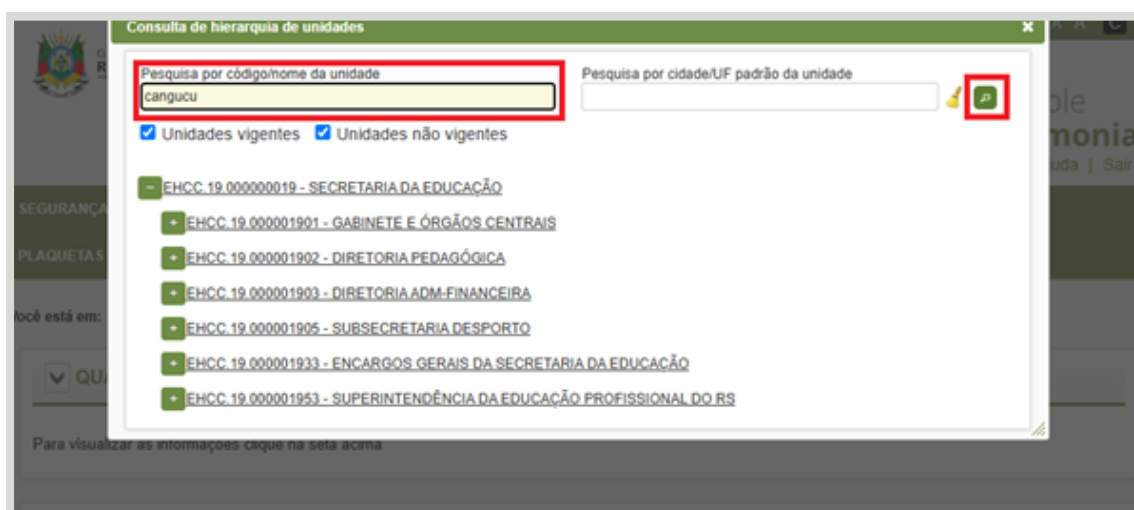 Consulta de hierarquia de unidades
Pesquisa por código/nome da unidade
Pesquisa por cidade/UF padrão da unidade
cangucu
Unidades vigentes Unidades não vigentes
- EHCC.19.000000019 - SECRETARIA DA EDUCAÇÃO
+ EHCC.19.000001901 - GABINETE E ÓRGÃOS CENTRAIS
+ EHCC.19.000001902 - DIRETORIA PEDAGÓGICA
+ EHCC.19.000001903 - DIRETORIA ADM-FINANCEIRA
+ EHCC.19.000001905 - SUBSECRETARIA DESPORTO
+ EHCC.19.000001933 - ENCARGOS GERAIS DA SECRETARIA DA EDUCAÇÃO
+ EHCC.19.000001953 - SUPERINTENDÊNCIA DA EDUCAÇÃO PROFISSIONAL DO RS
ole
monia
uda | Sair
SEGURANÇA
PLAQUETAS
Você está em:
QUA
Para visualizar as informações clique na seta acima